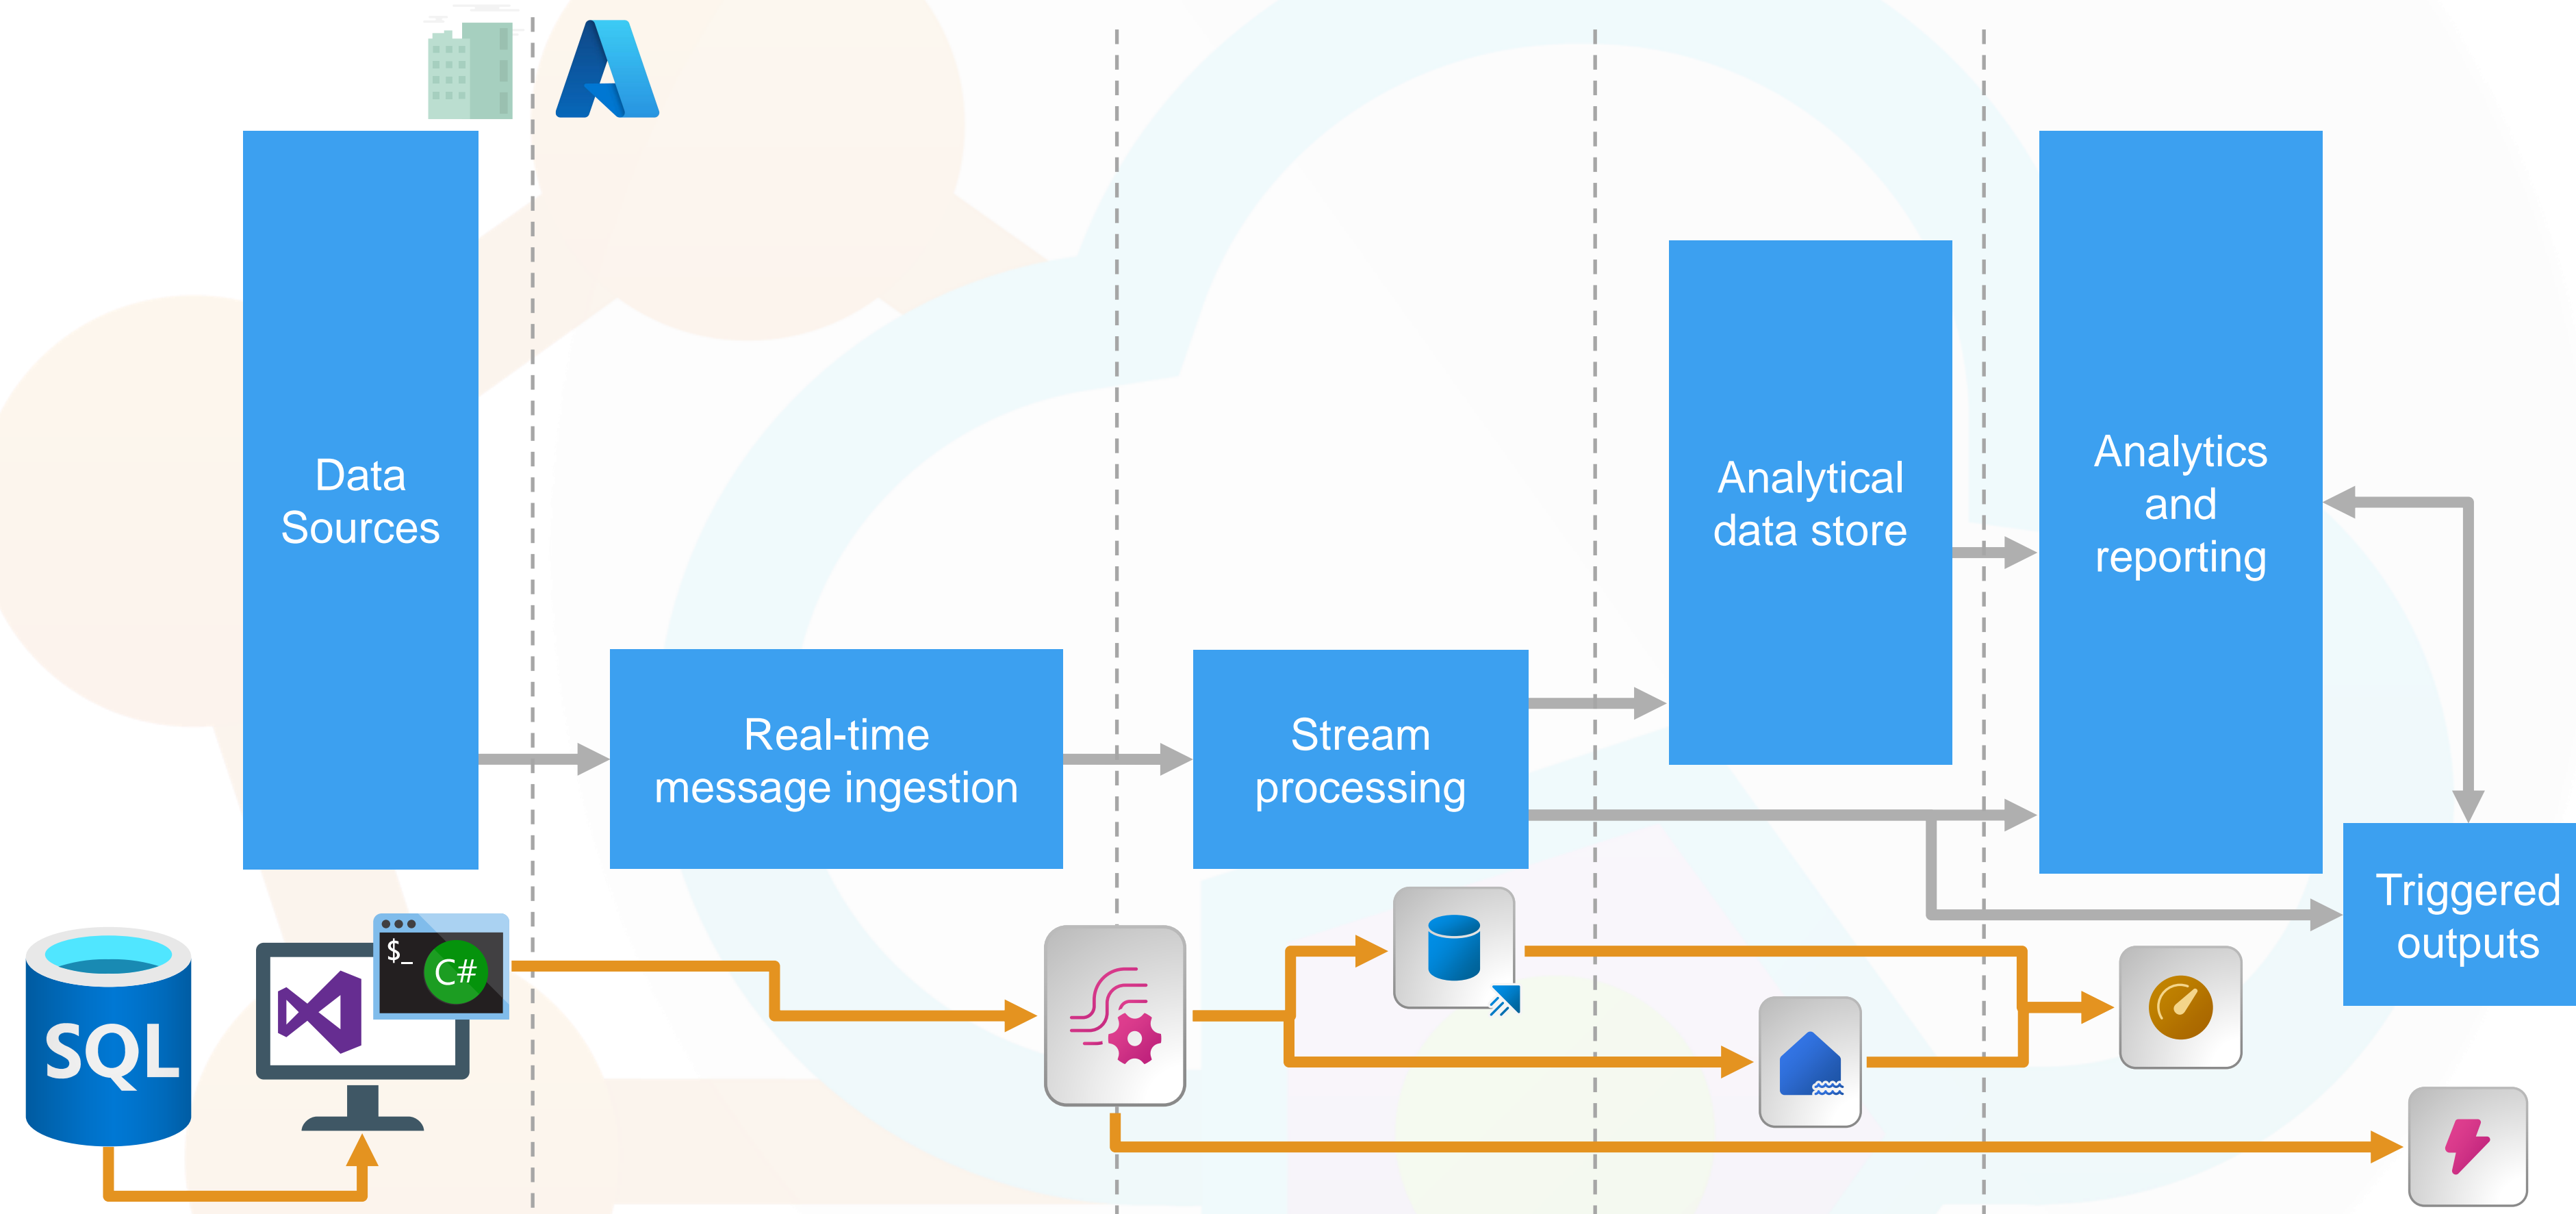 Data
Sources
Real-time
message ingestion
Stream
processing
Analytical
data store
Analytics
and
reporting
Triggered
outputs
SQL
$_
C#